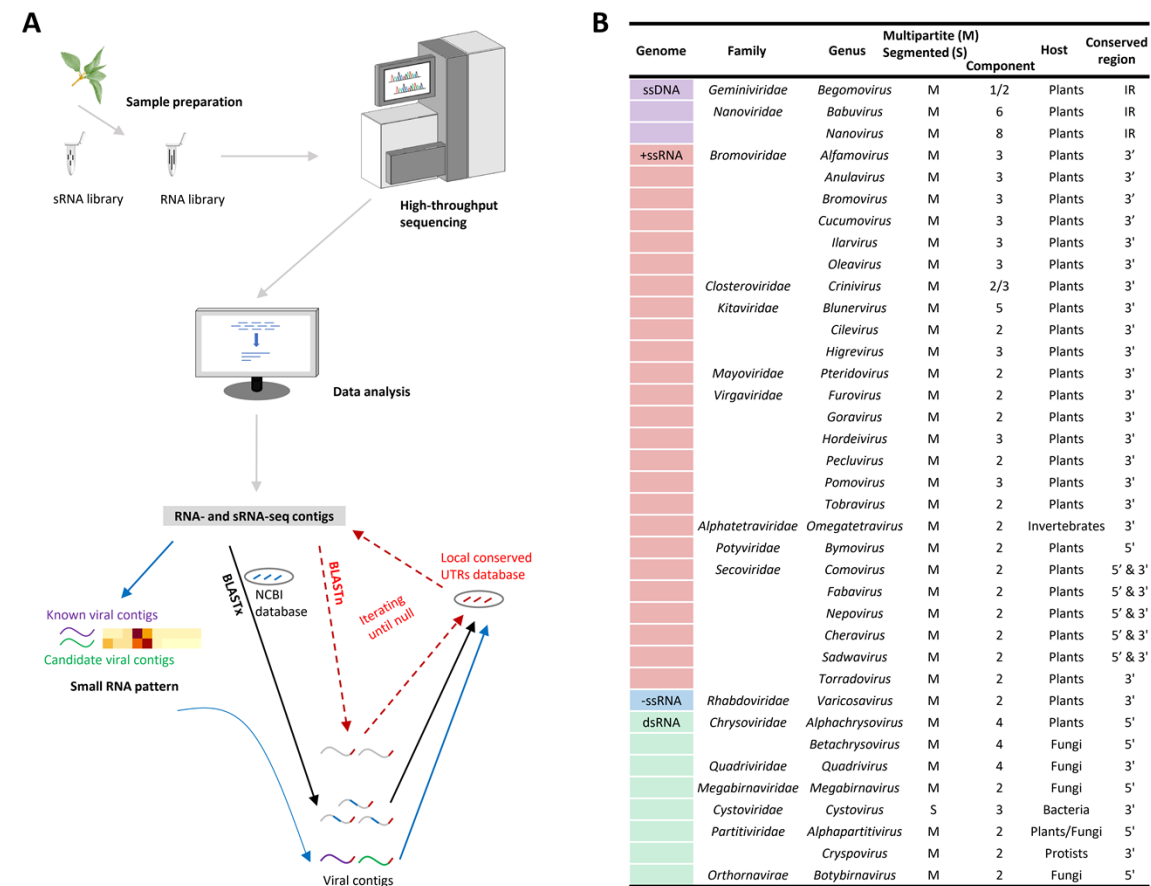 A
Sample preparation
sRNA library
RNA library
High-throughput
sequencing
Data analysis
RNA- and sRNA-seq contigs
BLASTx
NCBI
database
BLASTn
Iterating
until null
Local conserved
UTRs database
Known viral contigs
Candidate viral contigs
Small RNA pattern
Viral contigs
B
Genome Family Genus Multipartite (M) Segmented (S) Component Host Conserved region
ssDNA Geminiviridae Begomovirus M 1/2 Plants IR
Nanoviridae Babuvirus M 6 Plants IR
Nanovirus M 8 Plants IR
+ssRNA Bromoviridae Alfamovirus M 3 Plants 3’
Anulavirus M 3 Plants 3’
Bromovirus M 3 Plants 3’
Cucumovirus M 3 Plants 3’
Ilarvirus M 3 Plants 3'
Oleavirus M 3 Plants 3'
Closteroviridae Crinivirus M 2/3 Plants 3'
Kitaviridae Blunervirus M 5 Plants 3'
Cilevirus M 2 Plants 3'
Higrevirus M 3 Plants 3'
Mayoviridae Pteridovirus M 2 Plants 3'
Virgaviridae Furovirus M 2 Plants 3'
Goravirus M 2 Plants 3'
Hordeivirus M 3 Plants 3'
Pecluvirus M 2 Plants 3'
Pomovirus M 3 Plants 3'
Tobravirus M 2 Plants 3'
Alphatetraviridae Omegatetravirus M 2 Invertebrates 3'
Potyviridae Bymovirus M 2 Plants 5'
Secoviridae Comovirus M 2 Plants 5’ & 3'
Fabavirus M 2 Plants 5’ & 3'
Nepovirus M 2 Plants 5’ & 3'
Cheravirus M 2 Plants 5’ & 3'
Sadwavirus M 2 Plants 5’ & 3'
Torradovirus M 2 Plants 3'
-ssRNA Rhabdoviridae Varicosavirus M 2 Plants 3'
dsRNA Chrysoviridae Alphachrysovirus M 4 Plants 5'
Betachrysovirus M 4 Fungi 5'
Quadriviridae Quadrivirus M 4 Fungi 3'
Megabirnaviridae Megabirnavirus M 2 Fungi 5'
Cystoviridae Cystovirus S 3 Bacteria 3'
Partitiviridae Alphapartitivirus M 2 Plants/Fungi 5'
Cryspovirus M 2 Protists 3'
Orthornavirae Botybirnavirus M 2 Fungi 5'